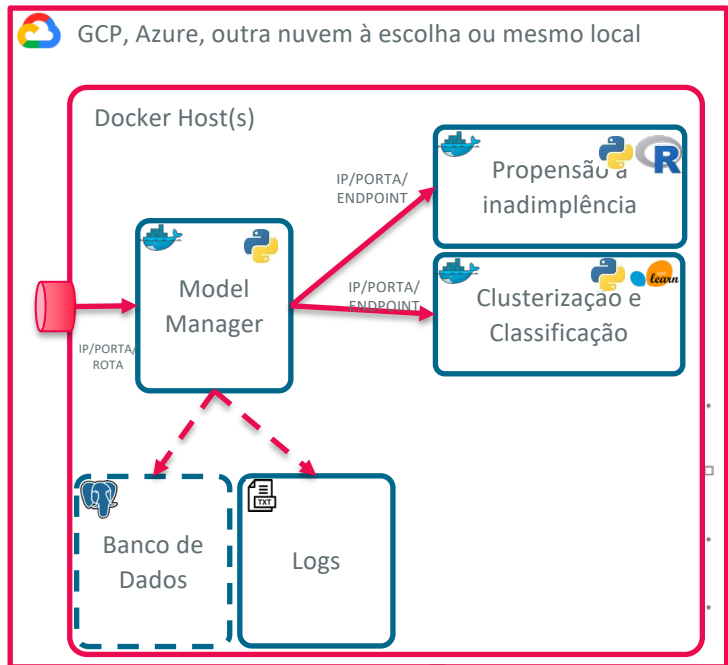 GCP, Azure, outra nuvem à escolha ou mesmo local
Docker Host(s)
IP/PORTA/
ENDPOINT
Propensão à
inadimplência
R
Model
Manager
IP/PORTA/
ENDPOINT
learn
Clusterização e
Classificação
IP/PORTA/
ROTA
Banco de
Dados
TXT
Logs